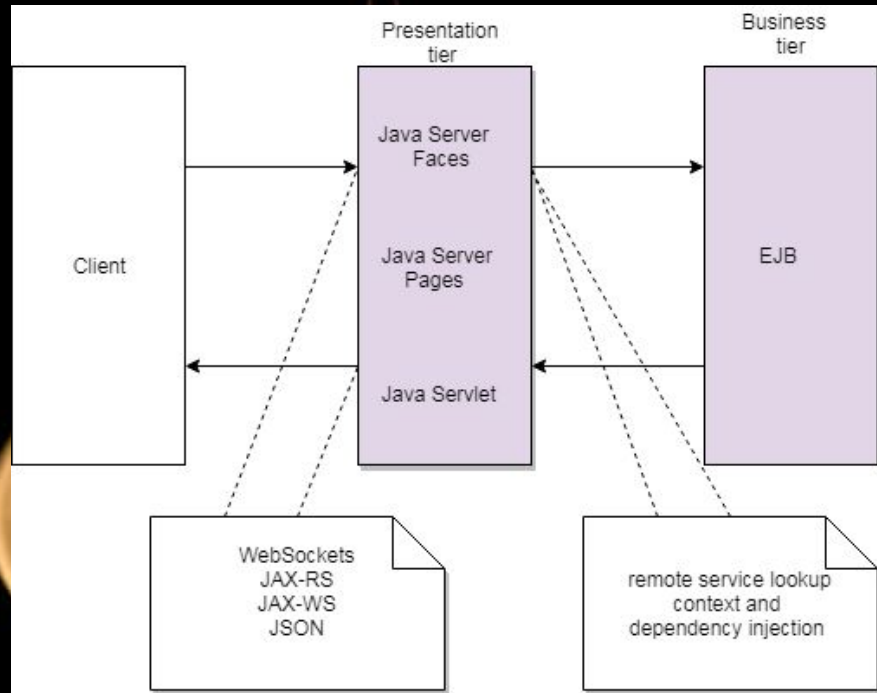 Presentation
tier
Business
tier
Client
Java Server
Faces
Java Server
Pages
Java Servlet
EJB
WebSockets
JAX-RS
JAX-WS
JSON
remote service lookup
context and
dependency injection